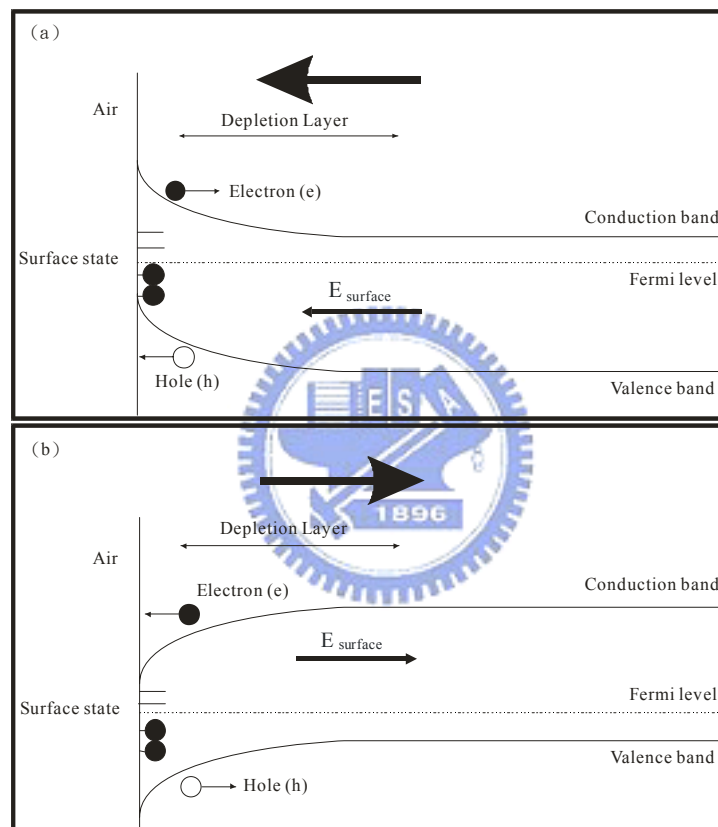 (a)
Air
Depletion Layer
Electron (e)
Conduction band
Surface state
Fermi level
E surface
Hole (h)
Valence band
E S A
(b)
1896
Depletion Layer
Air
Electron (e)
Conduction band
E surface
Fermi level
Surface state
Valence band
Hole (h)